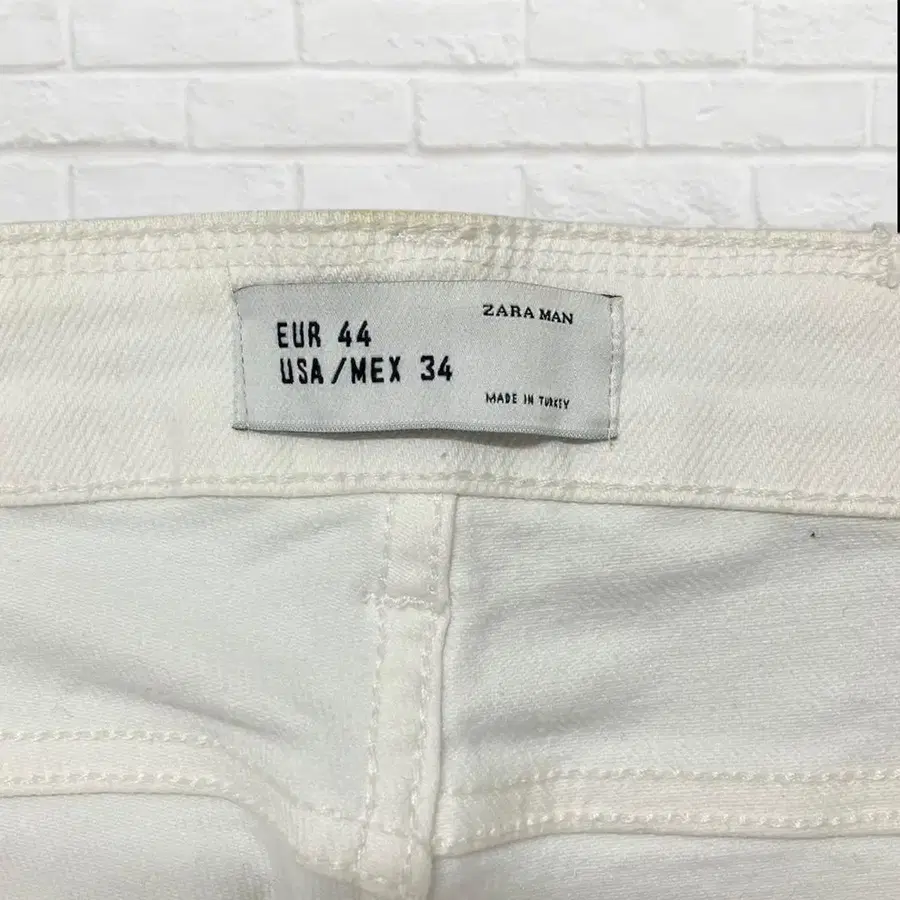 ZARA MAN
EUR 44
USA/MEX 34
MADE IN TURKEY